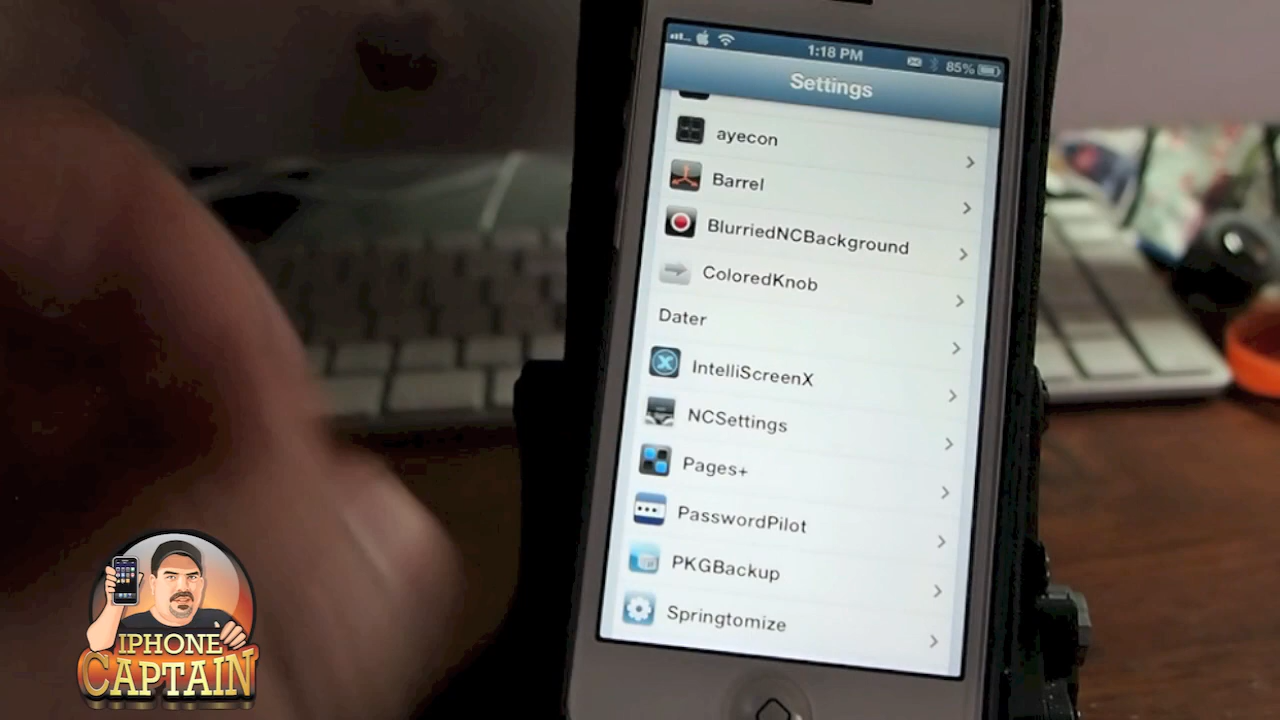 1:18 PM
85%
Settings
ayecon
Barrel
BlurriedNCBackground
ColoredKnob
Dater
IntelliScreenX
NCSettings
Pages+
PasswordPilot
PKGBackup
Springtomize
IPHONE
CAPTAIN